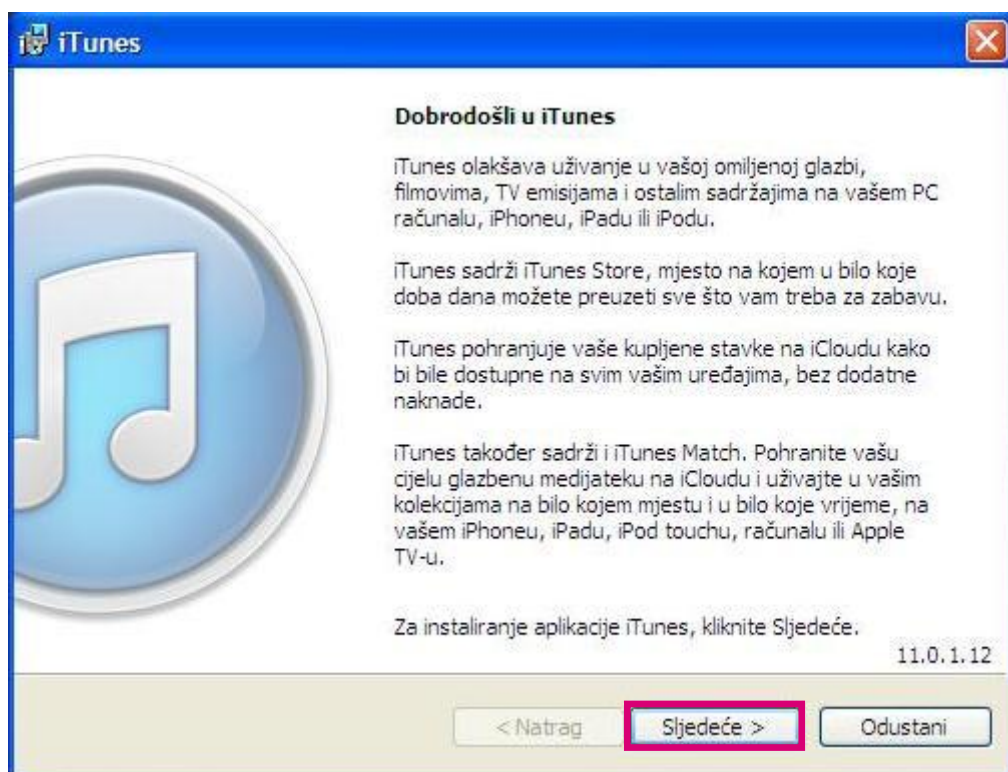 iTunes
Dobrodošli u iTunes
iTunes olakšava uživanje u vašoj omiljenoj glazbi,
filmovima, TV emisijama i ostalim sadržajima na vašem PC
računalu, iPhoneu, iPadu ili iPodu.
iTunes sadrži iTunes Store, mjesto na kojem u bilo koje
doba dana možete preuzeti sve što vam treba za zabavu.
iTunes pohranjuje vaše kupljene stavke na iCloudu kako
bi bile dostupne na svim vašim uređajima, bez dodatne
naknade.
iTunes također sadrži i iTunes Match. Pohranite vašu
cijelu glazbenu medijateku na iCloudu i uživajte u vašim
kolekcijama na bilo kojem mjestu i u bilo koje vrijeme, na
vašem iPhoneu, iPadu, iPod touchu, računalu ili Apple
TV-u.
Za instaliranje aplikacije iTunes, kliknite Sljedeće.
11.0.1.12
< Natrag Sljedeće > Odustani